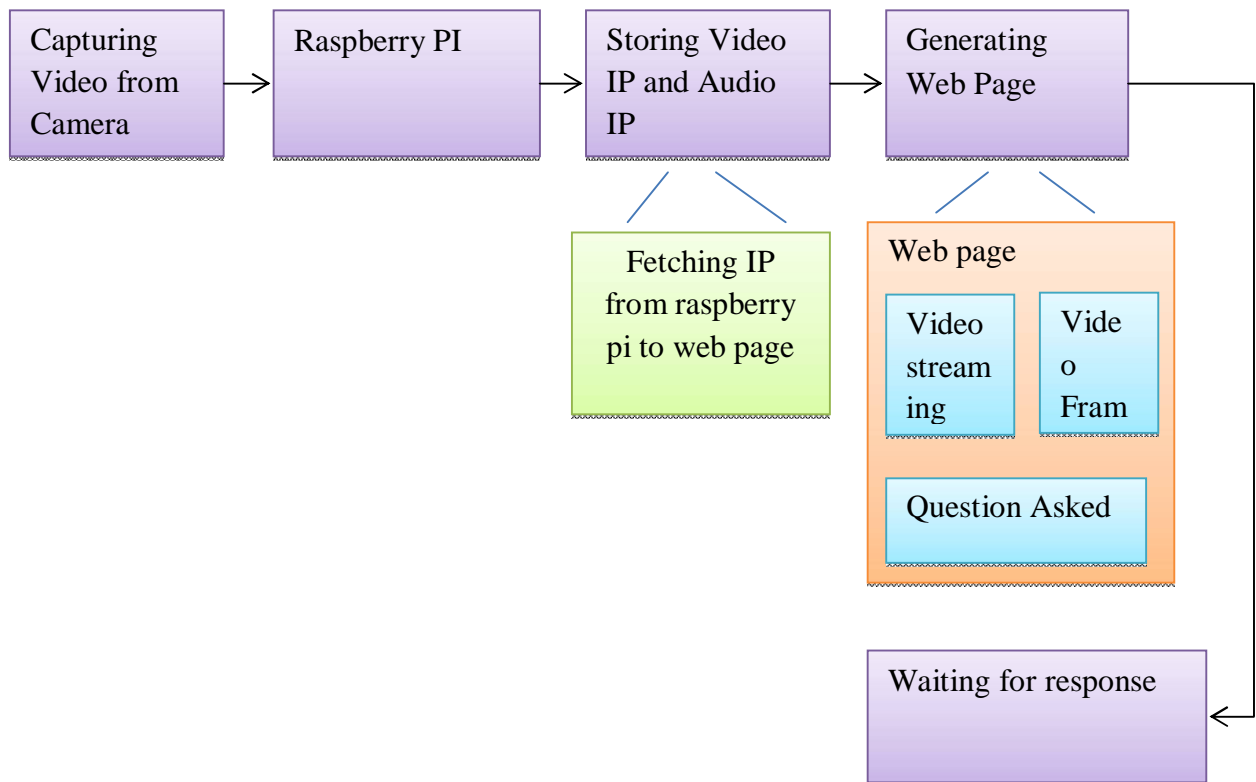 Capturing
Video from
Camera
Raspberry PI
Storing Video
IP and Audio
IP
Generating
Web Page
Fetching IP
from raspberry
pi to web page
Web page
Video
stream
ing
Vide
o
Fram
Question Asked
Waiting for response